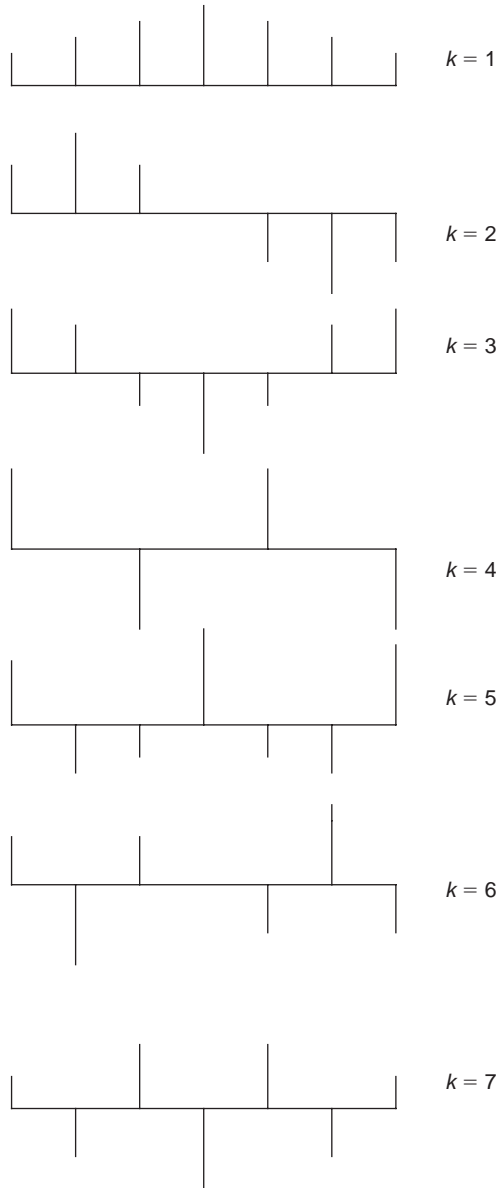 k = 1
k = 2
k = 3
k = 4
k = 5
k = 6
k = 7